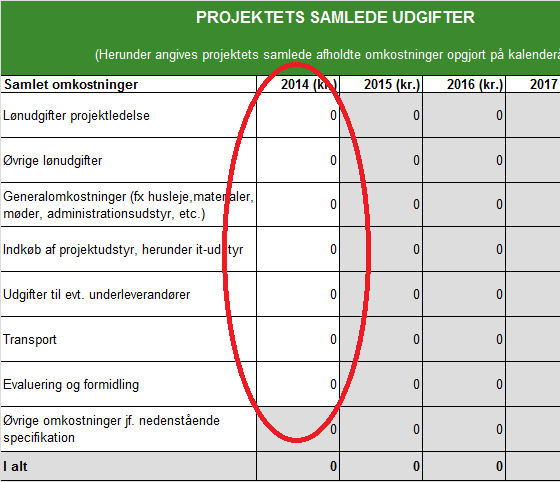 PROJEKTETS SAMLEDE UDGIFTER
(Herunder angives projektets samlede afholdte omkostninger opgjort på
Samlet omkostninger 2014 (kr.) 2015 (kr.) 2016 (kr.) 2017
Lønudgifter projektledelse 0 0 0
Øvrige lønudgifter 0 0 0
Generalomkostninger (fx husleje,materialer,
møder, administrationsudstyr, etc.) 0 0 0
Indkøb af projektudstyr, herunder it-udstyr 0 0 0
Udgifter til evt. underleverandører 0 0 0
Transport 0 0 0
Evaluering og formidling 0 0 0
Øvrige omkostninger jf. nedenstående
specifikation 0 0 0
I alt 0 0 0